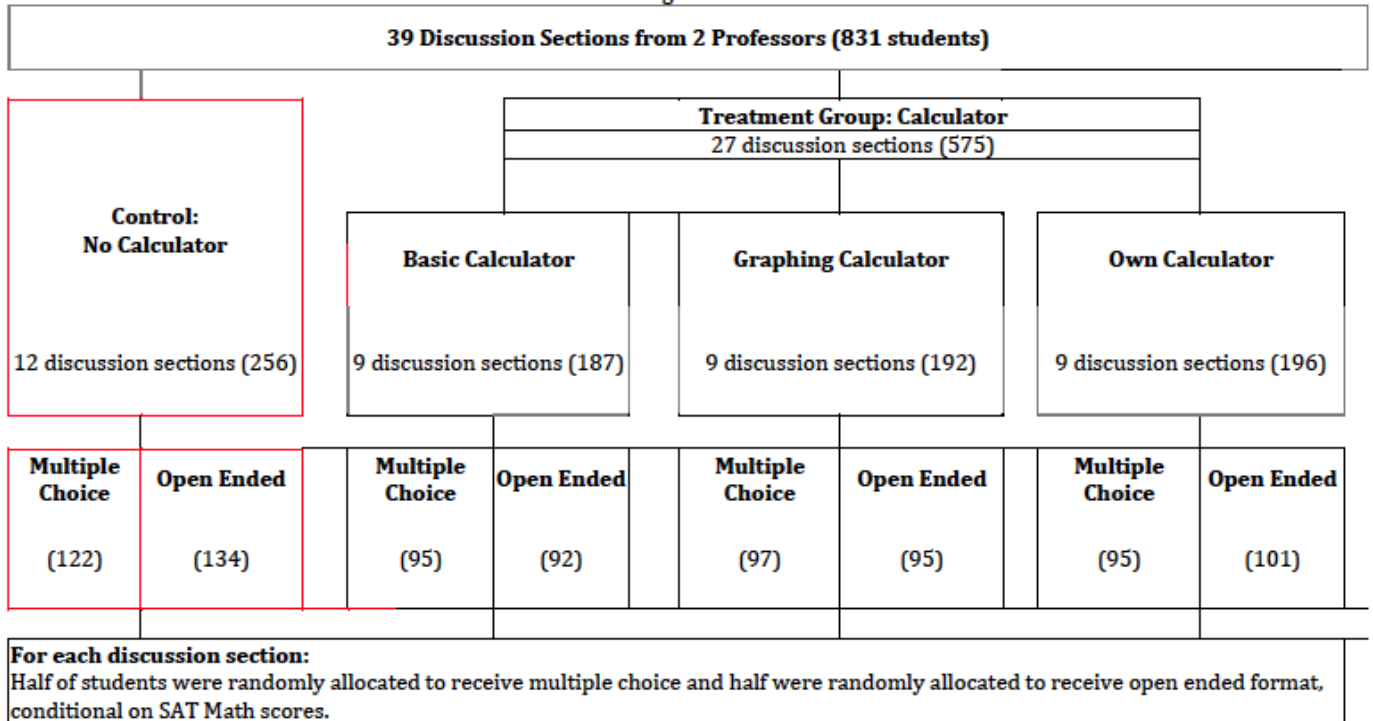 39 Discussion Sections from 2 Professors (831 students)
Treatment Group: Calculator
27 discussion sections (575)
Control:
No Calculator
12 discussion sections (256)
Basic Calculator
9 discussion sections (187)
Graphing Calculator
9 discussion sections (192)
Own Calculator
9 discussion sections (196)
Multiple
Choice
(122)
Open Ended
(134)
Multiple
Choice
(95)
Open Ended
(92)
Multiple
Choice
(97)
Open Ended
(95)
Multiple
Choice
(95)
Open Ended
(101)
For each discussion section:
Half of students were randomly allocated to receive multiple choice and half were randomly allocated to receive open ended format,
conditional on SAT Math scores.